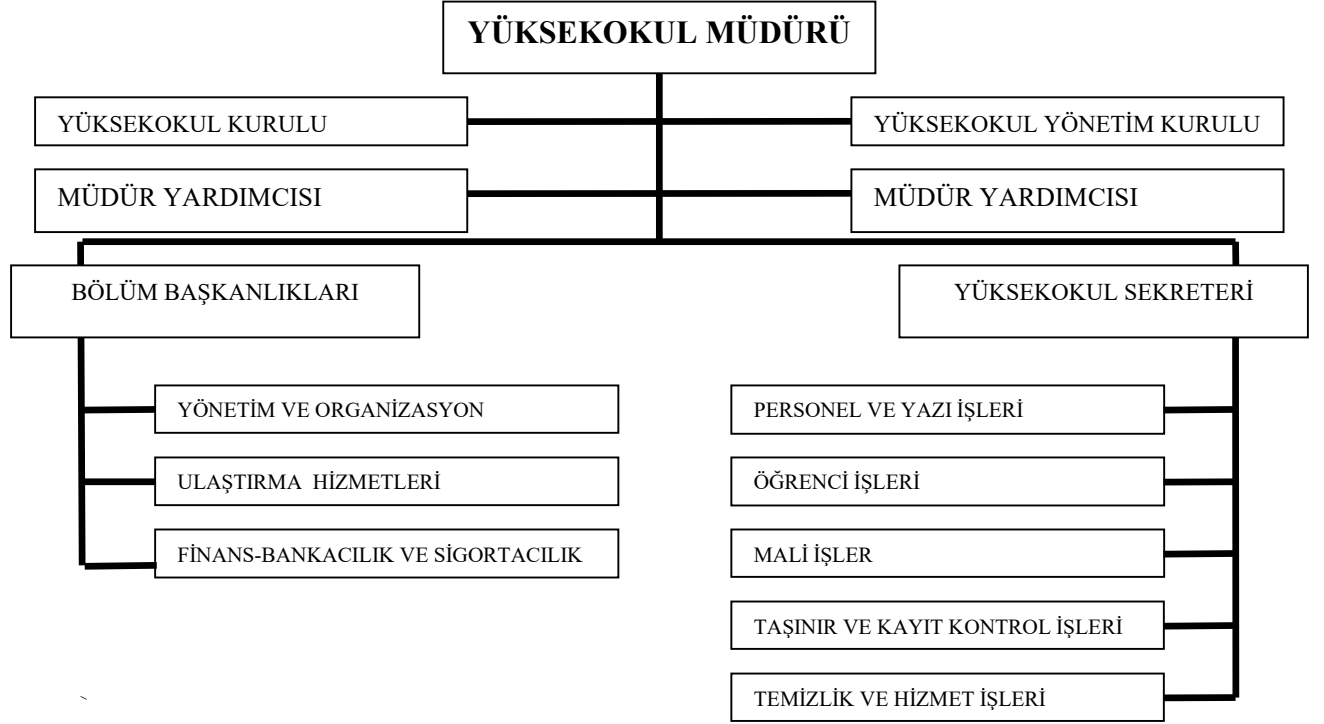 YÜKSEKOKUL MÜDÜRÜ
YÜKSEKOKUL KURULU
YÜKSEKOKUL YÖNETİM KURULU
MÜDÜR YARDIMCISI
MÜDÜR YARDIMCISI
BÖLÜM BAŞKANLIKLARI
YÜKSEKOKUL SEKRETERİ
YÖNETİM VE ORGANİZASYON
ULAŞTIRMA HİZMETLERİ
FİNANS-BANKACILIK VE SİGORTACILIK
PERSONEL VE YAZI İŞLERİ
ÖĞRENCİ İŞLERİ
MALİ İŞLER
TAŞINIR VE KAYIT KONTROL İŞLERİ
TEMİZLİK VE HİZMET İŞLERİ